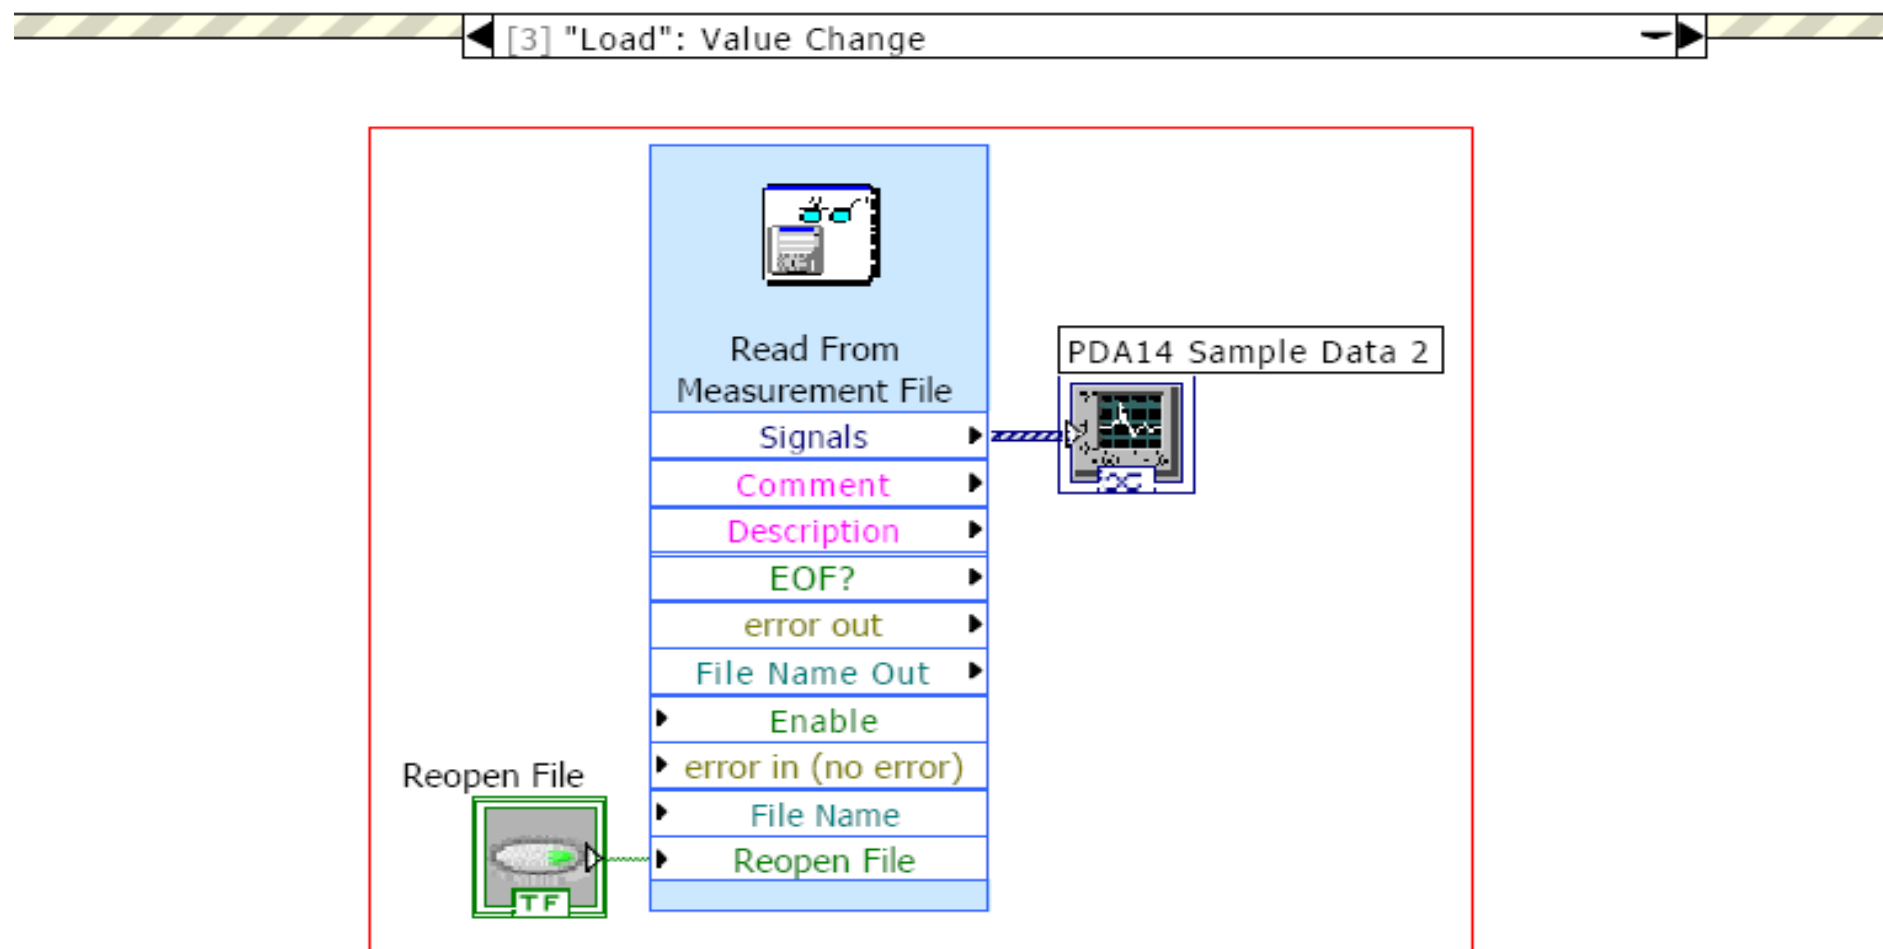 [3] "Load": Value Change
Read From
Measurement File
PDA14 Sample Data 2
Signals
Comment
Description
EOF?
error out
File Name Out
Enable
error in (no error)
File Name
Reopen File
Reopen File
TF